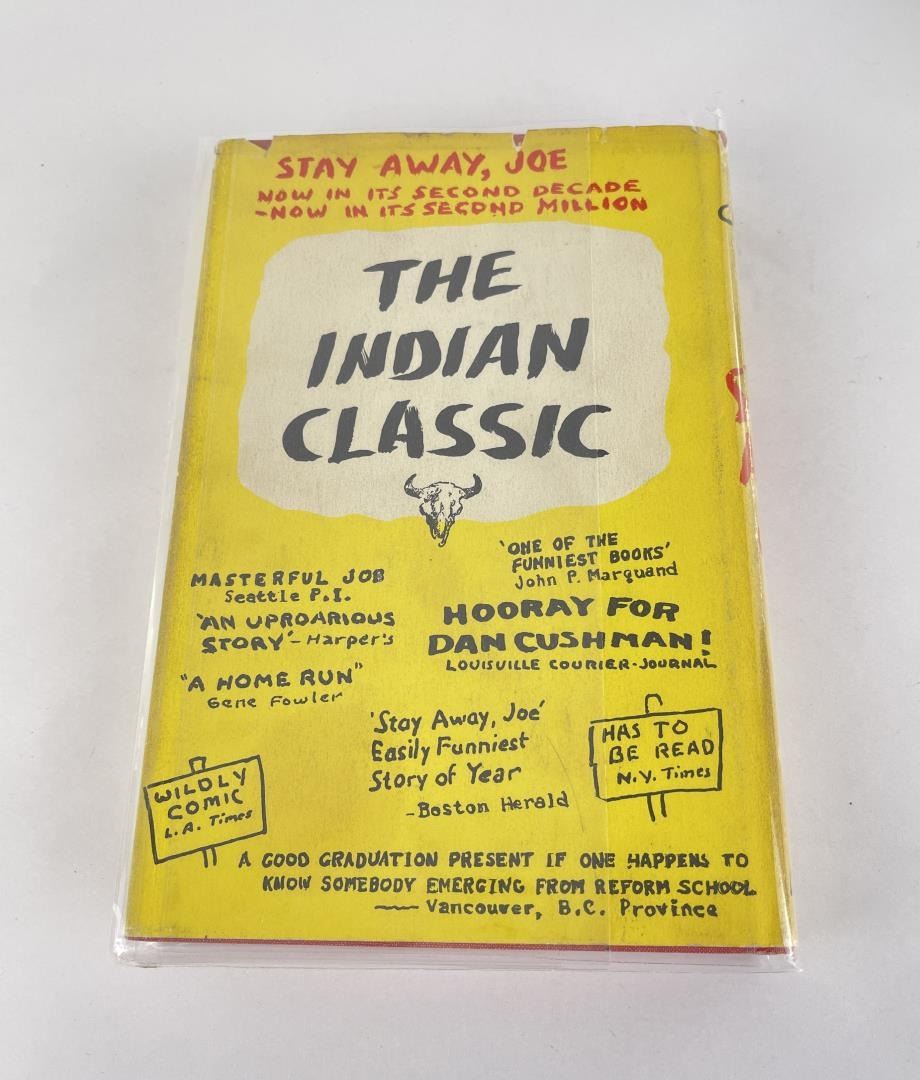 STAY AWAY, JOE
NOW IN ITS SECOND DECADE
-NOW IN ITS SECOND MILLION
THE
INDIAN
CLASSIC
MASTERFUL JOB
Seattle P.I.
'AN UPROARIOUS
STORY' - Harper's
"A HOME RUN"
Gene Fowler
'ONE OF THE
FUNNIEST BOOKS'
John P. Marquand
HOORAY FOR
DAN CUSHMAN!
LOUISVILLE COURIER-JOURNAL
'Stay Away, Joe'
Easily Funniest
Story of Year
-Boston Herald
HAS TO
BE READ
N.Y. Times
WILDLY
COMIC
L.A. Times
A GOOD GRADUATION PRESENT IF ONE HAPPENS TO
KNOW SOMEBODY EMERGING FROM REFORM SCHOOL
— Vancouver, B.C. Province